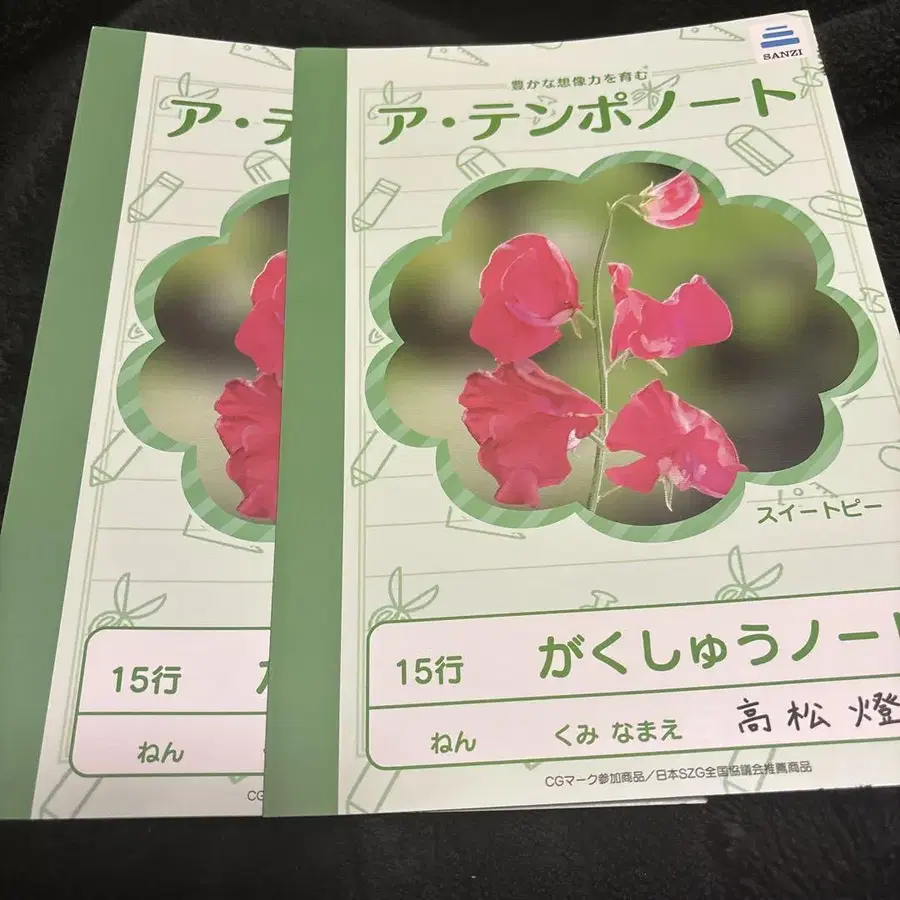 ア・テ
15行
ねん
CG
SANZI
豊かな想像力を育む
ア・テンポノート
スイートピー
15行 がくしゅうノート
ねん くみ なまえ 高松 燈
CGマーク参加商品/日本SZG全国協議会推薦商品